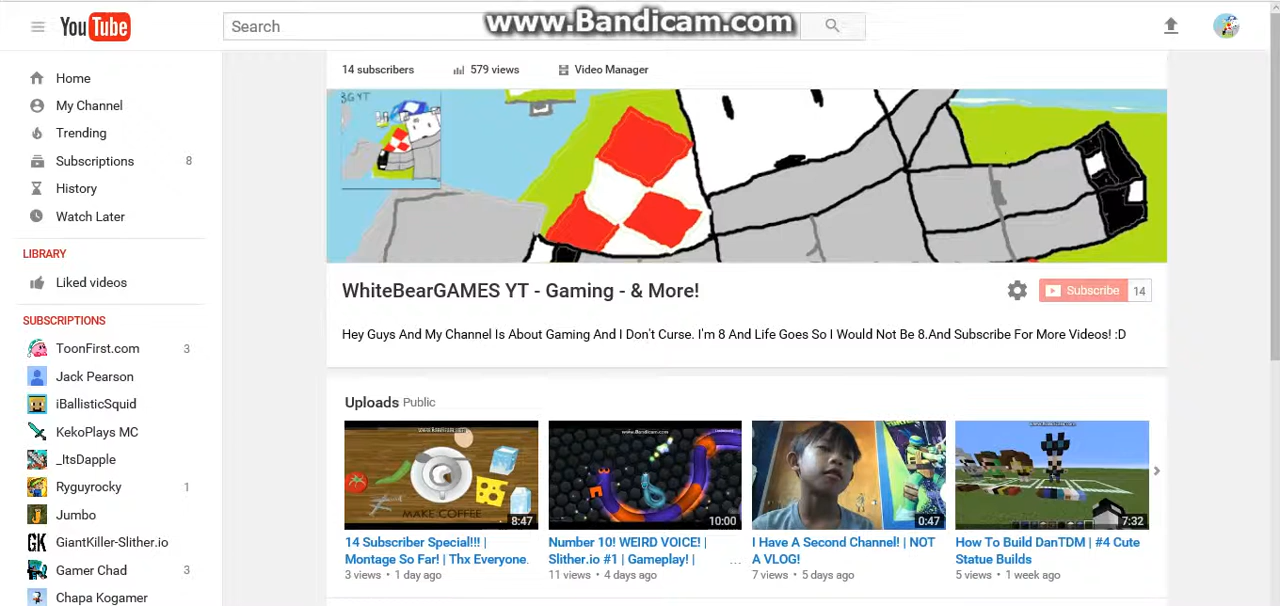 YouTube
Search
www.Bandicam.com
Home
My Channel
Trending
Subscriptions 8
History
Watch Later
LIBRARY
Liked videos
SUBSCRIPTIONS
ToonFirst.com 3
Jack Pearson
iBallisticSquid
KekoPlays MC
_ItsDapple
Ryguyrocky 1
Jumbo
GK GiantKiller-Slither.io
Gamer Chad 3
Chapa Kogamer
14 subscribers 579 views Video Manager
3GYT
WhiteBearGAMES YT - Gaming - & More!
Subscribe 14
Hey Guys And My Channel Is About Gaming And I Don't Curse. I'm 8 And Life Goes So I Would Not Be 8.And Subscribe For More Videos! :D
Uploads Public
MAKE COFFEE
8:47
14 Subscriber Special!!! |
Montage So Far! | Thx Everyone.
3 views • 1 day ago
www.Bandicam.com
10:00
Number 10! WEIRD VOICE! |
Slither.io #1 | Gameplay! | ...
11 views • 4 days ago
0:47
I Have A Second Channel! | NOT
A VLOG!
7 views • 5 days ago
7:32
How To Build DanTDM | #4 Cute
Statue Builds
5 views • 1 week ago